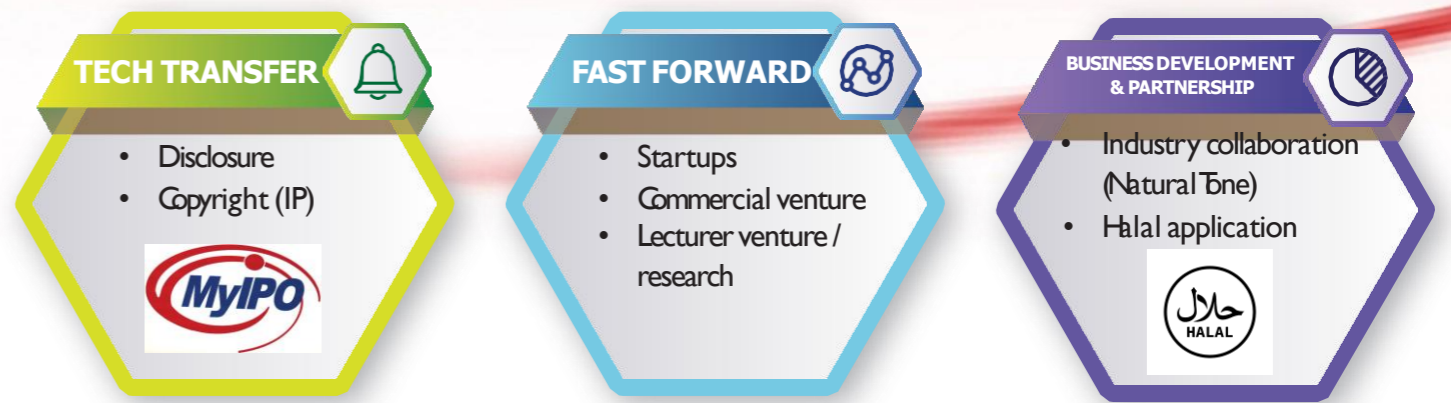 TECH TRANSFER
• Disclosure
• Copyright (IP)
MyIPO
FAST FORWARD
• Startups
• Commercial venture
• Lecturer venture /
research
BUSINESS DEVELOPMENT
& PARTNERSHIP
• Industry collaboration
(Natural Tone)
• Halal application
حلال
HALAL